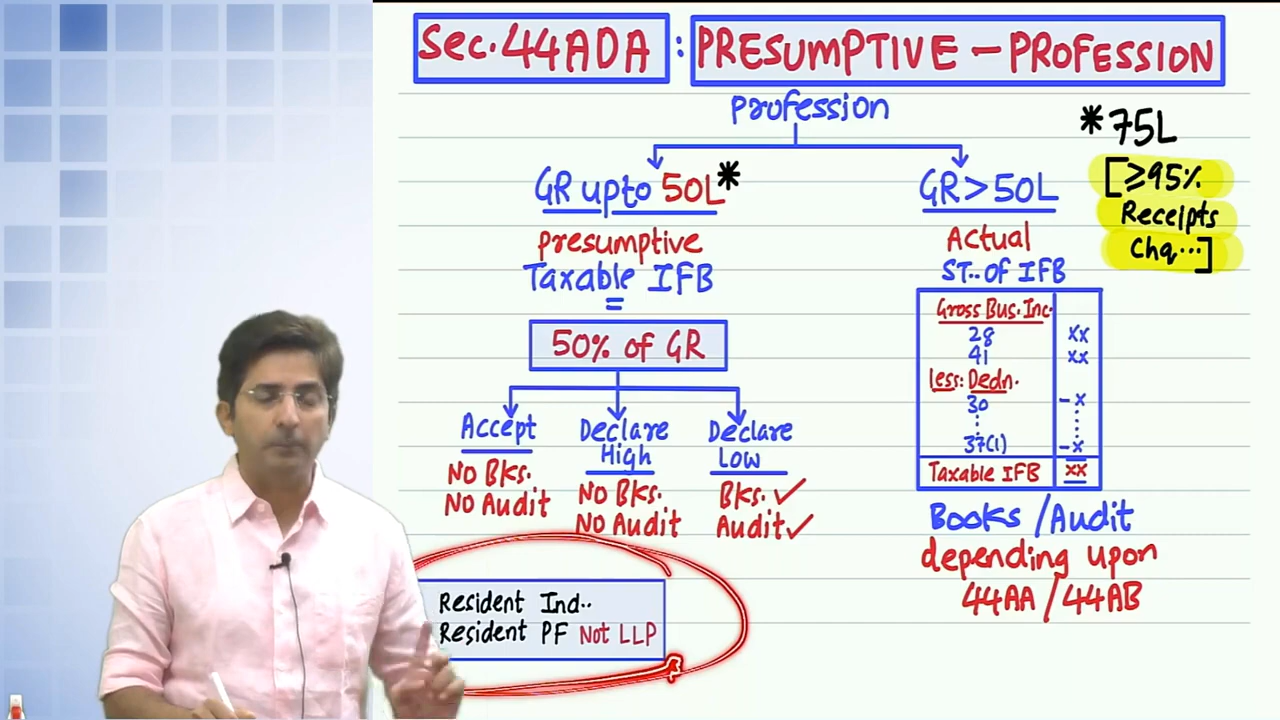 Sec.44ADA : PRESUMPTIVE – PROFESSION
Profession
GR upto 50L*
Presumptive
Taxable IFB
=
50% of GR
Accept
NO BKS.
NO Audit
Declare
High
NO BKS.
NO Audit
Declare
Low
BKS. ✓
Audit ✓
Resident Ind..
Resident PF Not LLP
GR > 50L
Actual
ST.. OF IFB
Gross Bus. Inc.
28 xx
41 xx
less: Dedn.
30 -x
⋮ ⋮
37(1) -x
Taxable IFB xx
Books / Audit
depending upon
44AA / 44AB
*75L
[≥95%
Receipts
Chq...]